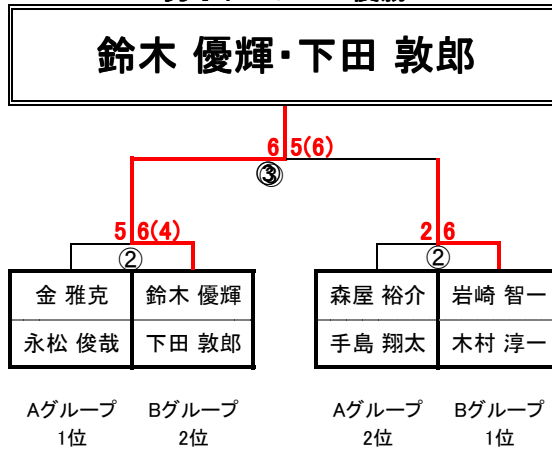 鈴木 優輝・下田 敦郎
6 5(6)
③
5 6(4)
2 6
②
②
金 雅克 鈴木 優輝 森屋 裕介 岩崎 智一
永松 俊哉 下田 敦郎 手島 翔太 木村 淳一
Aグループ Bグループ Aグループ Bグループ
1位 2位 2位 1位